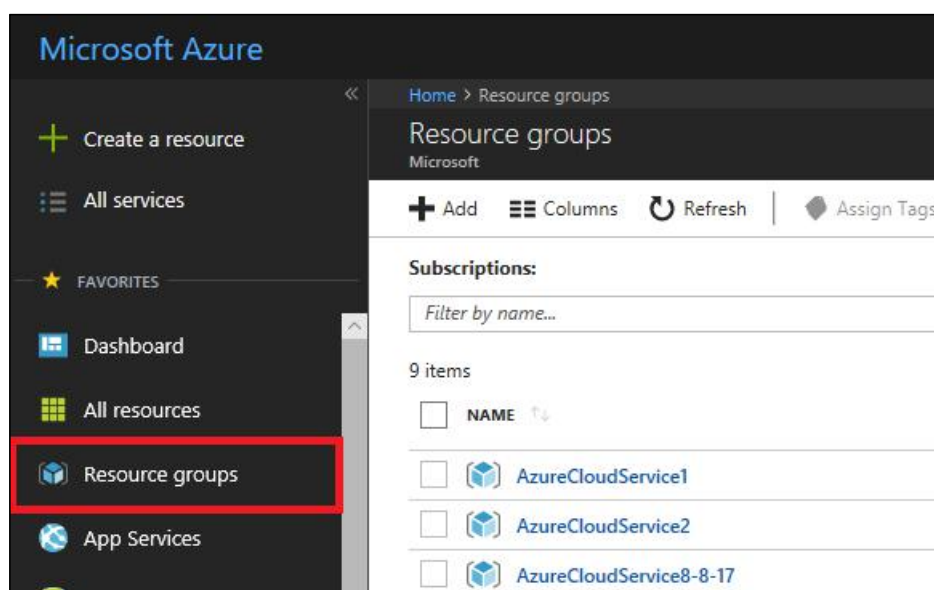 Microsoft Azure
«
Create a resource
All services
FAVORITES
Dashboard
All resources
Resource groups
App Services
Home > Resource groups
Resource groups
Microsoft
Add Columns Refresh Assign Tags
Subscriptions:
Filter by name...
9 items
NAME
AzureCloudService1
AzureCloudService2
AzureCloudService8-8-17